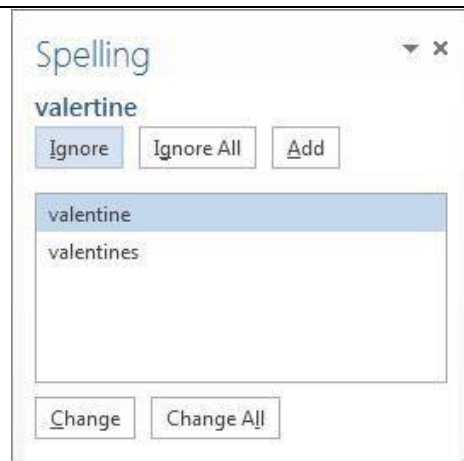 Spelling
valertine
Ignore Ignore All Add
valentine
valentines
Change Change All